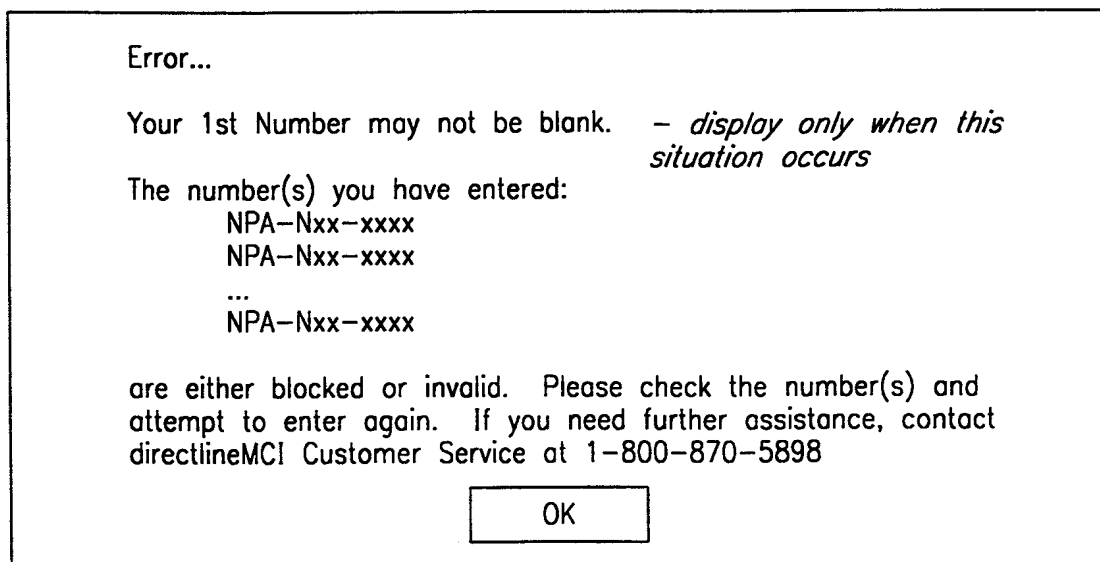 Error...
Your 1st Number may not be blank. – display only when this
situation occurs
The number(s) you have entered:
NPA–Nxx–xxxx
NPA–Nxx–xxxx
...
NPA–Nxx–xxxx
are either blocked or invalid. Please check the number(s) and
attempt to enter again. If you need further assistance, contact
directlineMCI Customer Service at 1–800–870–5898
OK